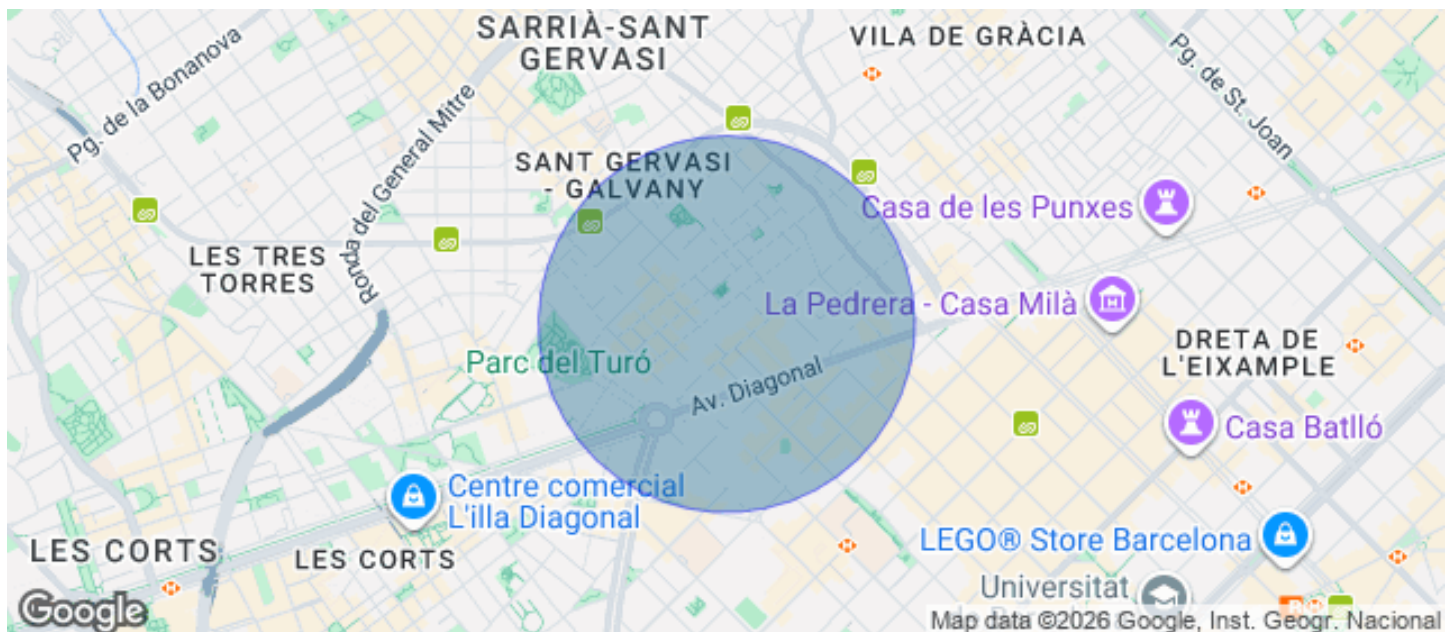 SARRIÀ-SANT
GERVASI
VILA DE GRÀCIA
Pg. de la Bonanova
Pg. de St. Joan
Ronda del General Mitre
SANT GERVASI
- GALVANY
Casa de les Punxes
LES TRES
TORRES
La Pedrera - Casa Milà
DRETA DE
L'EIXAMPLE
Parc del Turó
Av. Diagonal
Casa Batlló
Centre comercial
L'illa Diagonal
LES CORTS
LES CORTS
LEGO® Store Barcelona
Universitat
Google
Map data ©2026 Google, Inst. Geogr. Nacional